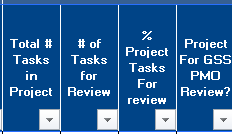 Total #
Tasks
in
Project
# of
Tasks
for
Review
%
Project
Tasks
For
review
Project
For GSS
PMO
Review?